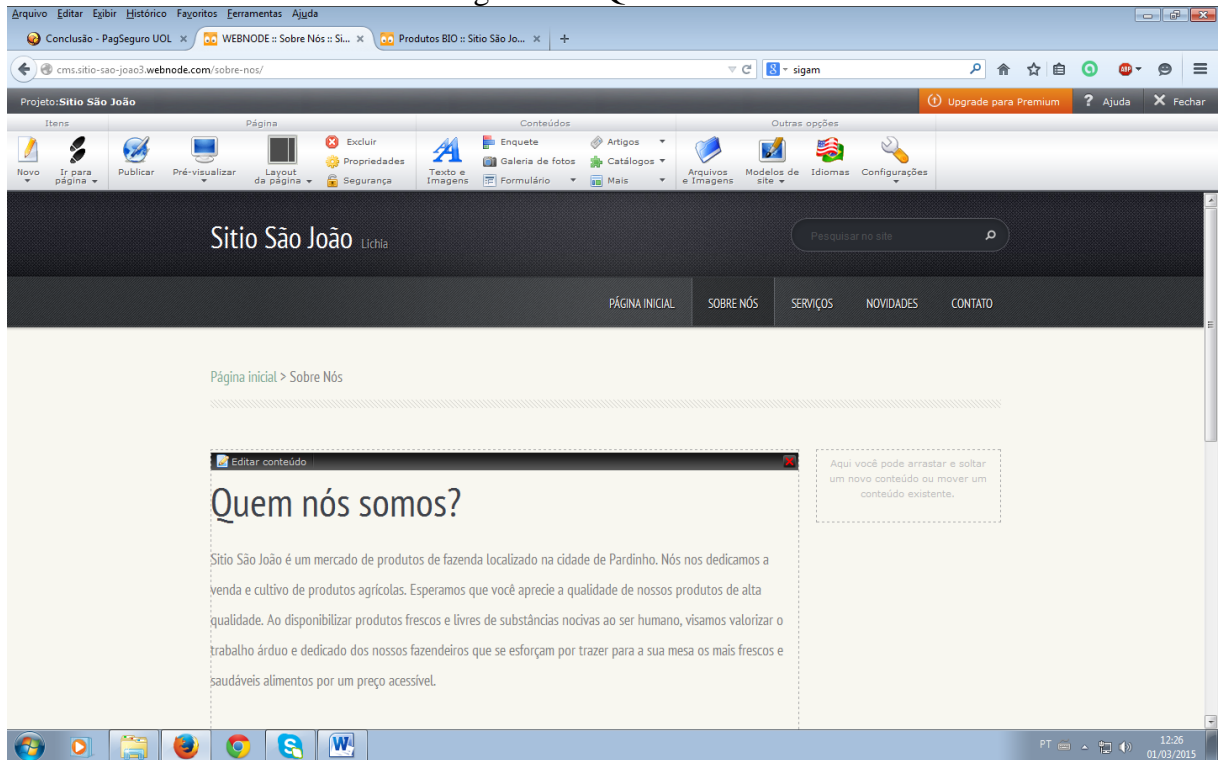 Arquivo Editar Exibir Histórico Favoritos Ferramentas Ajuda
Conclusão - PagSeguro UOL
WEBNODE :: Sobre Nós :: Si...
Produtos BIO :: Sitio São Jo...
cms.sitio-sao-joao3.webnode.com/sobre-nos/
sigam
Projeto:Sitio São João
Upgrade para Premium
? Ajuda
X Fechar
Itens
Página
Conteúdos
Outras opções
Novo
Ir para página
Publicar
Pré-visualizar
Layout da página
Excluir
Propriedades
Segurança
Texto e Imagens
Enquete
Galeria de fotos
Formulário
Artigos
Catálogos
Mais
Arquivos e Imagens
Modelos de site
Idiomas
Configurações
Sitio São João Lichia
Pesquisar no site
PÁGINA INICIAL SOBRE NÓS SERVIÇOS NOVIDADES CONTATO
Página inicial > Sobre Nós
Editar conteúdo
Aqui você pode arrastar e soltar
um novo conteúdo ou mover um
conteúdo existente.
Quem nós somos?
Sitio São João é um mercado de produtos de fazenda localizado na cidade de Pardinho. Nós nos dedicamos a
venda e cultivo de produtos agrícolas. Esperamos que você aprecie a qualidade de nossos produtos de alta
qualidade. Ao disponibilizar produtos frescos e livres de substâncias nocivas ao ser humano, visamos valorizar o
trabalho árduo e dedicado dos nossos fazendeiros que se esforçam por trazer para a sua mesa os mais frescos e
saudáveis alimentos por um preço acessível.
PT
12:26
01/03/2015